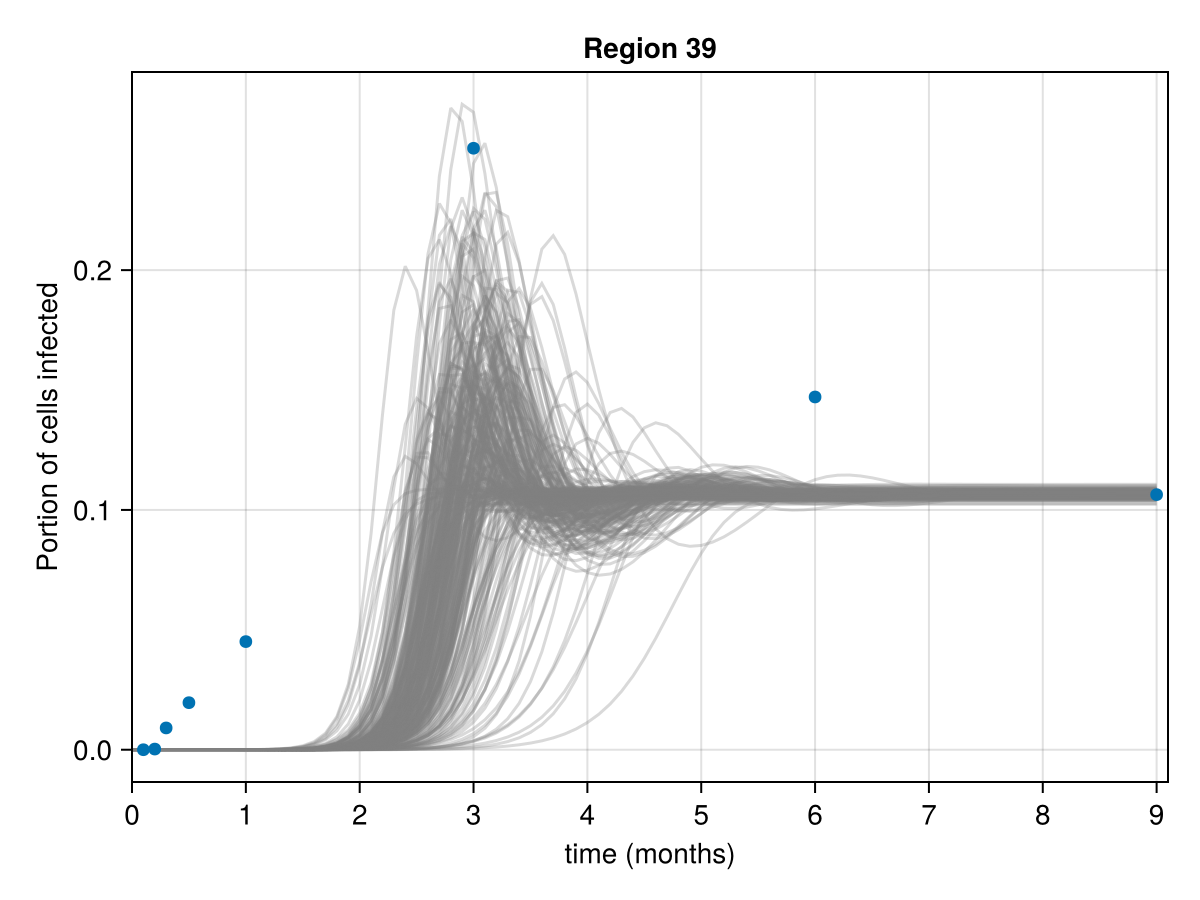 Region 39
Portion of cells infected
0.2
0.1
0.0
0 1 2 3 4 5 6 7 8 9
time (months)